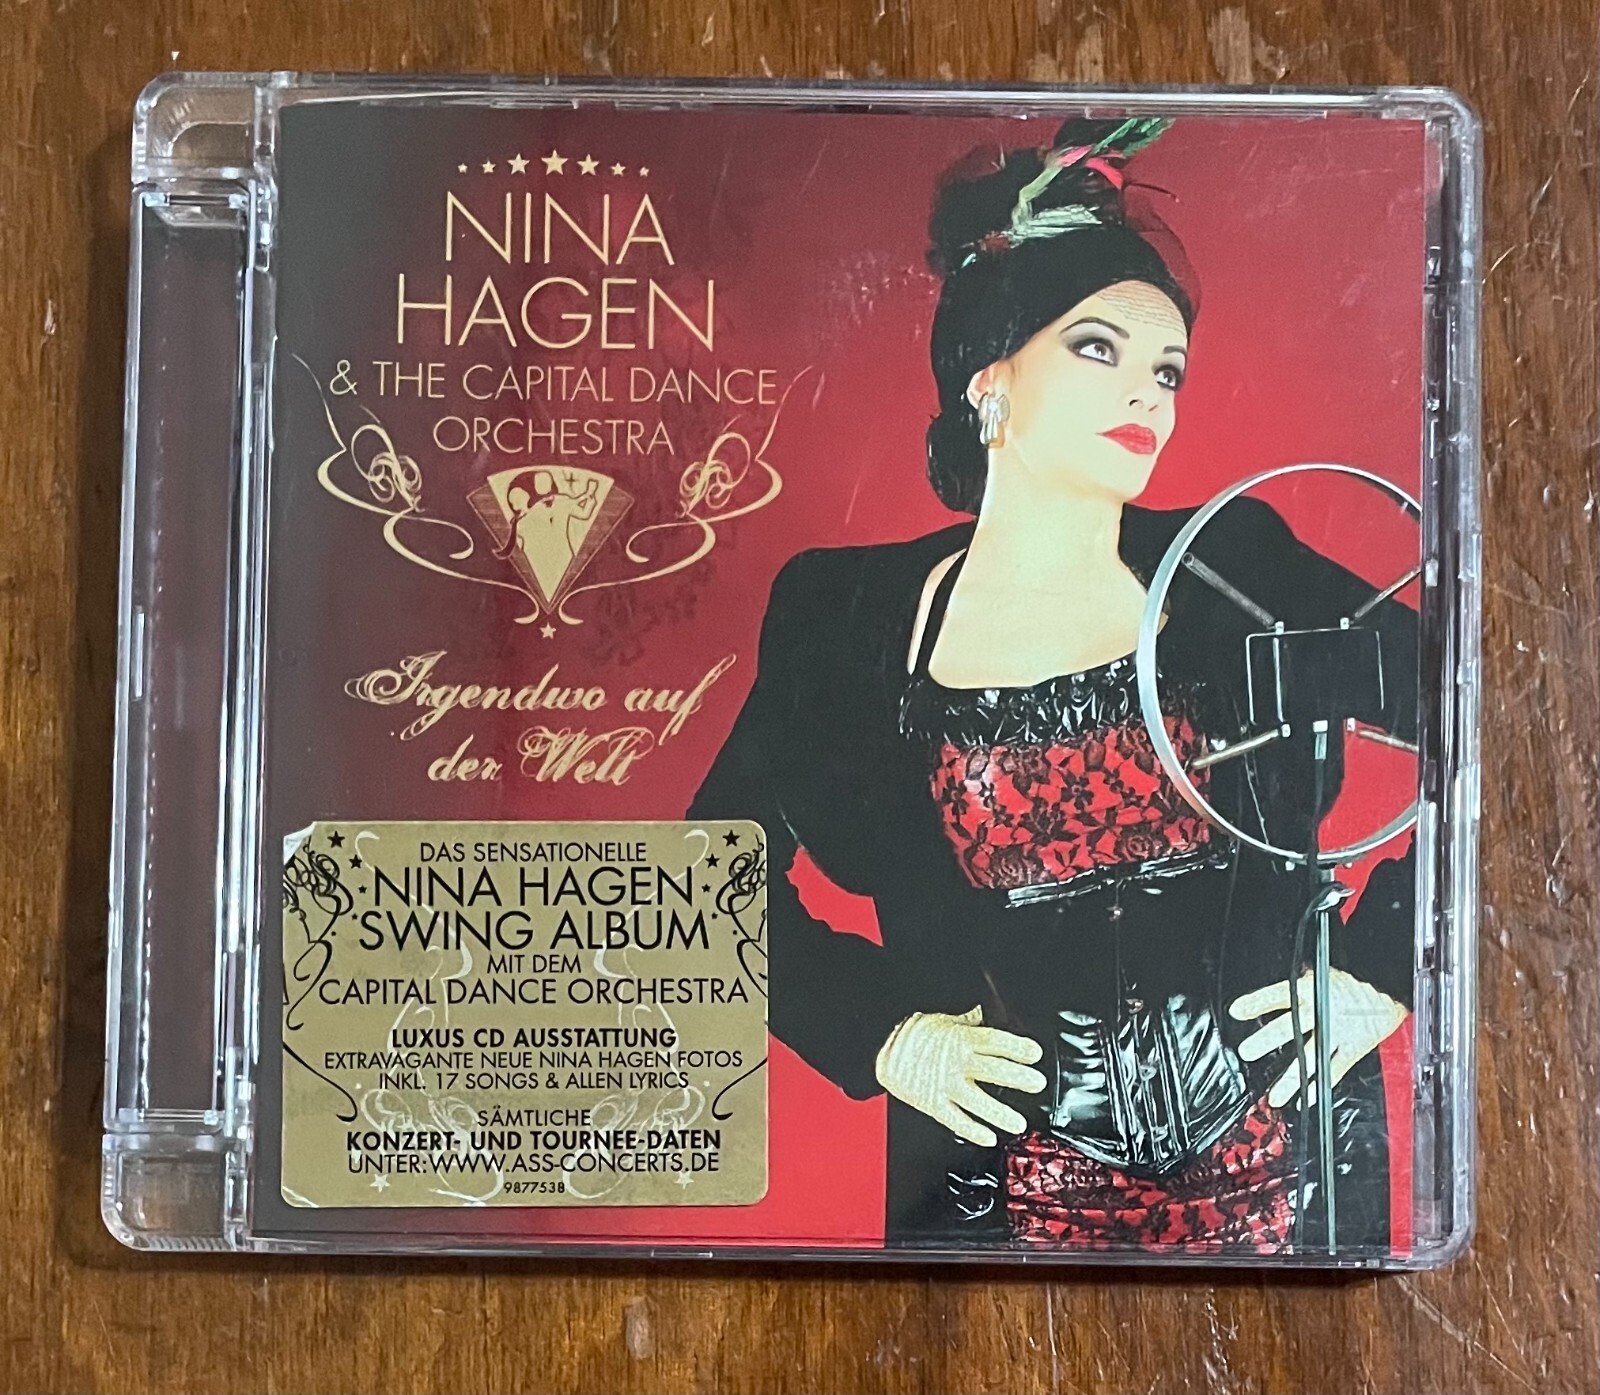 NINA
HAGEN
& THE CAPITAL DANCE
ORCHESTRA
Irgendwo auf
der Welt
DAS SENSATIONELLE
NINA HAGEN
SWING ALBUM
MIT DEM
CAPITAL DANCE ORCHESTRA
LUXUS CD AUSSTATTUNG
EXTRAVAGANTE NEUE NINA HAGEN FOTOS
INKL. 17 SONGS & ALLEN LYRICS
SÄMTLICHE
KONZERT- UND TOURNEE-DATEN
UNTER:WWW.ASS-CONCERTS.DE
9877538